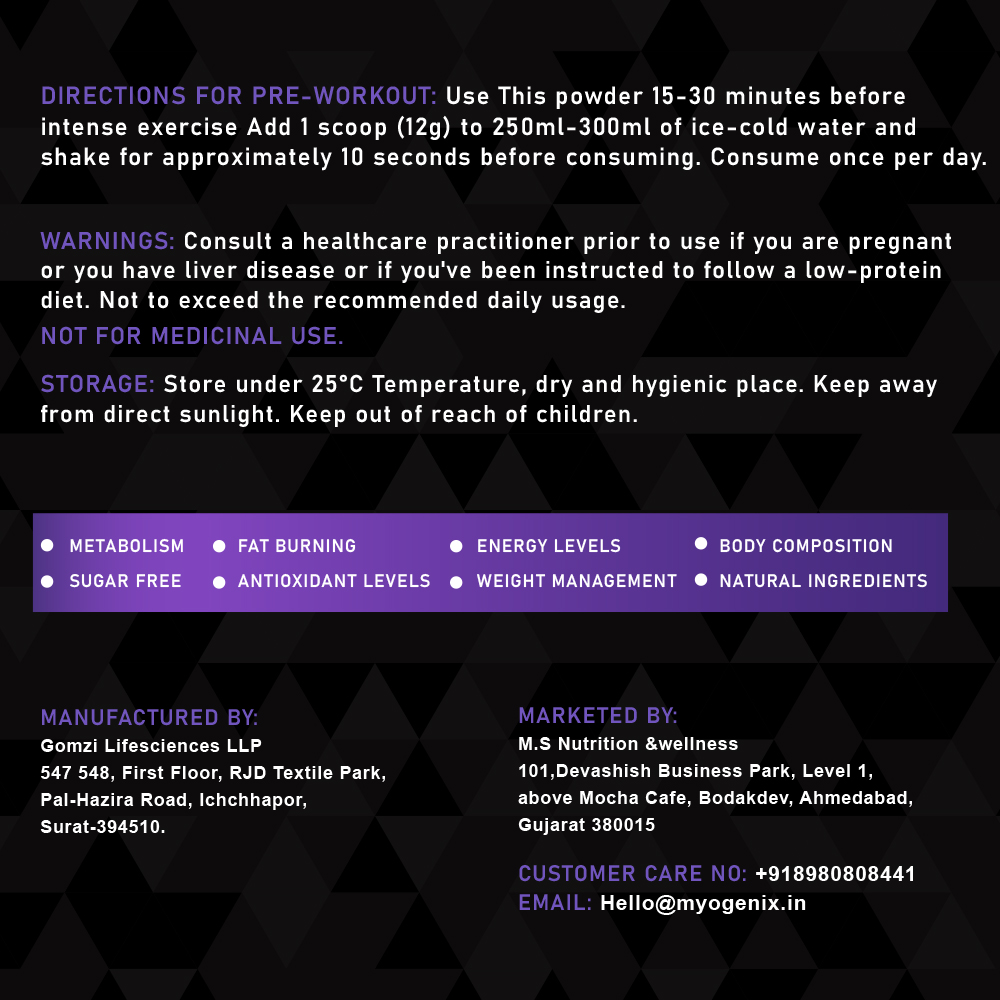 DIRECTIONS FOR PRE-WORKOUT: Use This powder 15-30 minutes before
intense exercise Add 1 scoop (12g) to 250ml-300ml of ice-cold water and
shake for approximately 10 seconds before consuming. Consume once per day.
WARNINGS: Consult a healthcare practitioner prior to use if you are pregnant
or you have liver disease or if you've been instructed to follow a low-protein
diet. Not to exceed the recommended daily usage.
NOT FOR MEDICINAL USE.
STORAGE: Store under 25°C Temperature, dry and hygienic place. Keep away
from direct sunlight. Keep out of reach of children.
● METABOLISM ● FAT BURNING ● ENERGY LEVELS ● BODY COMPOSITION
● SUGAR FREE ● ANTIOXIDANT LEVELS ● WEIGHT MANAGEMENT ● NATURAL INGREDIENTS
MANUFACTURED BY:
Gomzi Lifesciences LLP
547 548, First Floor, RJD Textile Park,
Pal-Hazira Road, Ichchhapor,
Surat-394510.
MARKETED BY:
M.S Nutrition &wellness
101,Devashish Business Park, Level 1,
above Mocha Cafe, Bodakdev, Ahmedabad,
Gujarat 380015
CUSTOMER CARE NO: +918980808441
EMAIL: Hello@myogenix.in